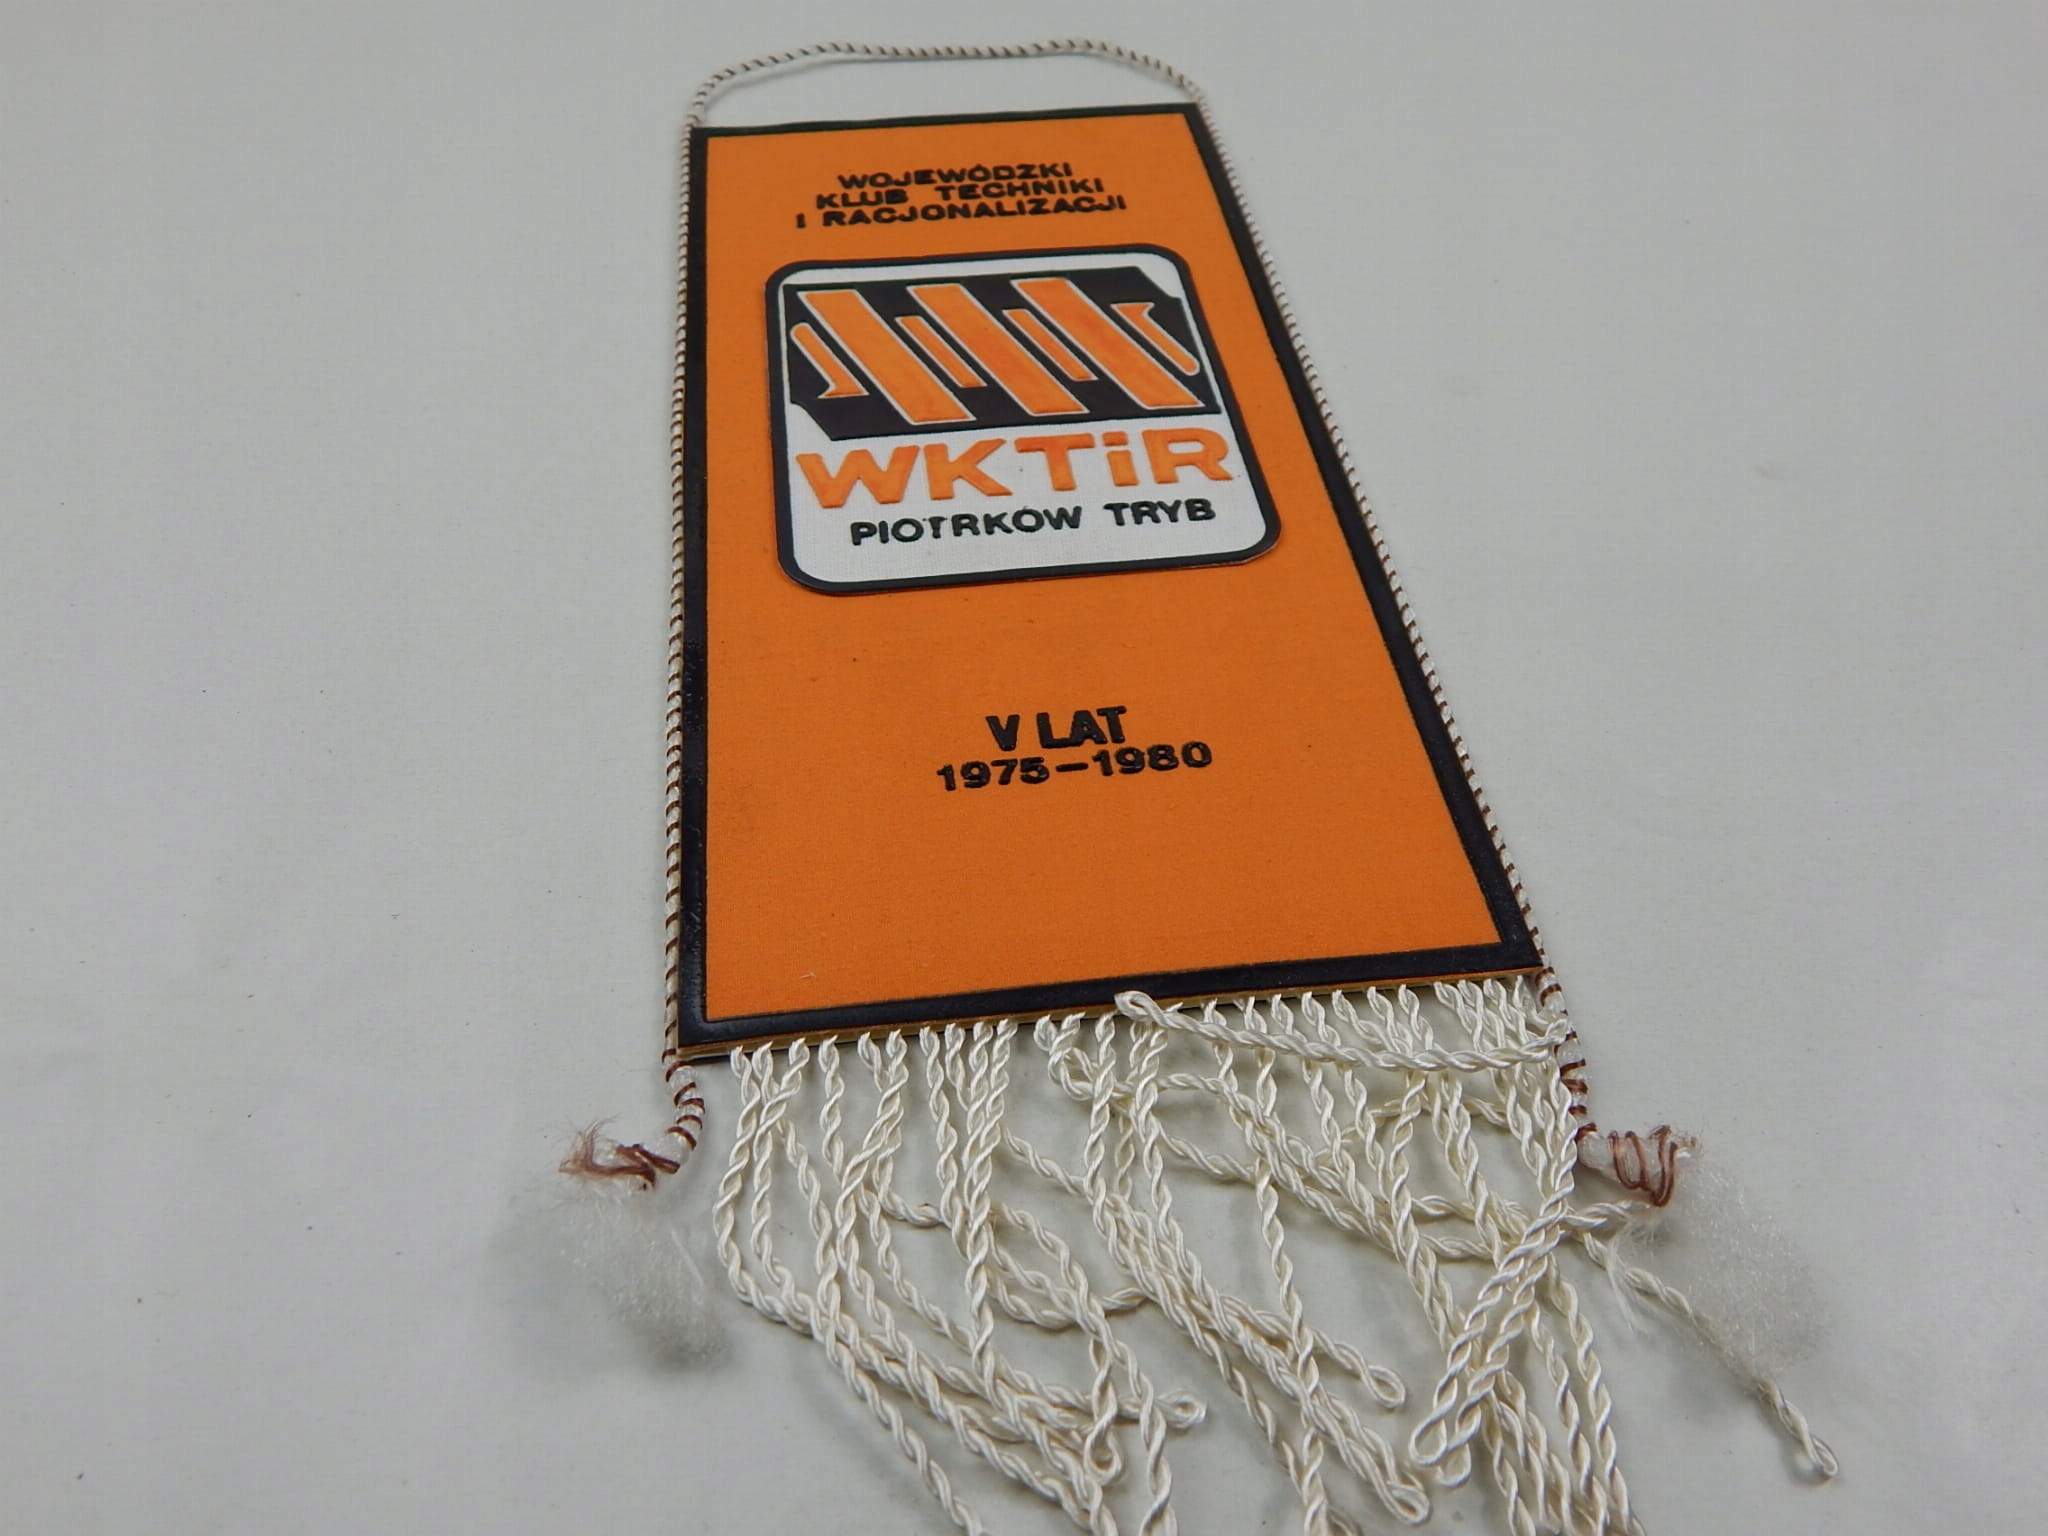 WOJEWÓDZKI
KLUB TECHNIKI
I RACJONALIZACJI
WKTiR
PIOTRKÓW TRYB
V LAT
1975-1980